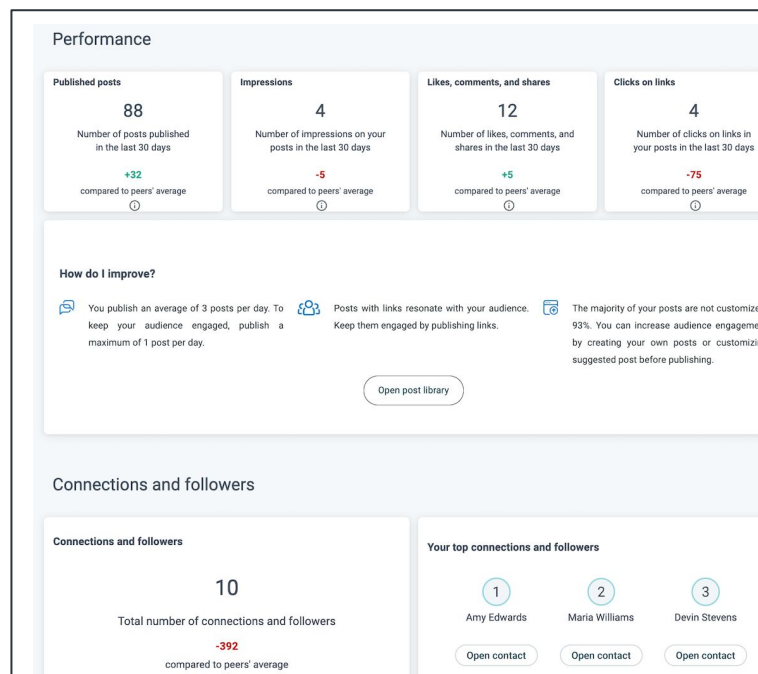 Performance
Published posts
88
Number of posts published
in the last 30 days
+32
compared to peers' average
Impressions
4
Number of impressions on your
posts in the last 30 days
-5
compared to peers' average
Likes, comments, and shares
12
Number of likes, comments, and
shares in the last 30 days
+5
compared to peers' average
Clicks on links
4
Number of clicks on links in
your posts in the last 30 days
-75
compared to peers' average
How do I improve?
You publish an average of 3 posts per day. To
keep your audience engaged, publish a
maximum of 1 post per day.
Posts with links resonate with your audience.
Keep them engaged by publishing links.
The majority of your posts are not customize
93%. You can increase audience engageme
by creating your own posts or customizi
suggested post before publishing.
Open post library
Connections and followers
Connections and followers
10
Total number of connections and followers
-392
compared to peers' average
Your top connections and followers
1
Amy Edwards
Open contact
2
Maria Williams
Open contact
3
Devin Stevens
Open contact